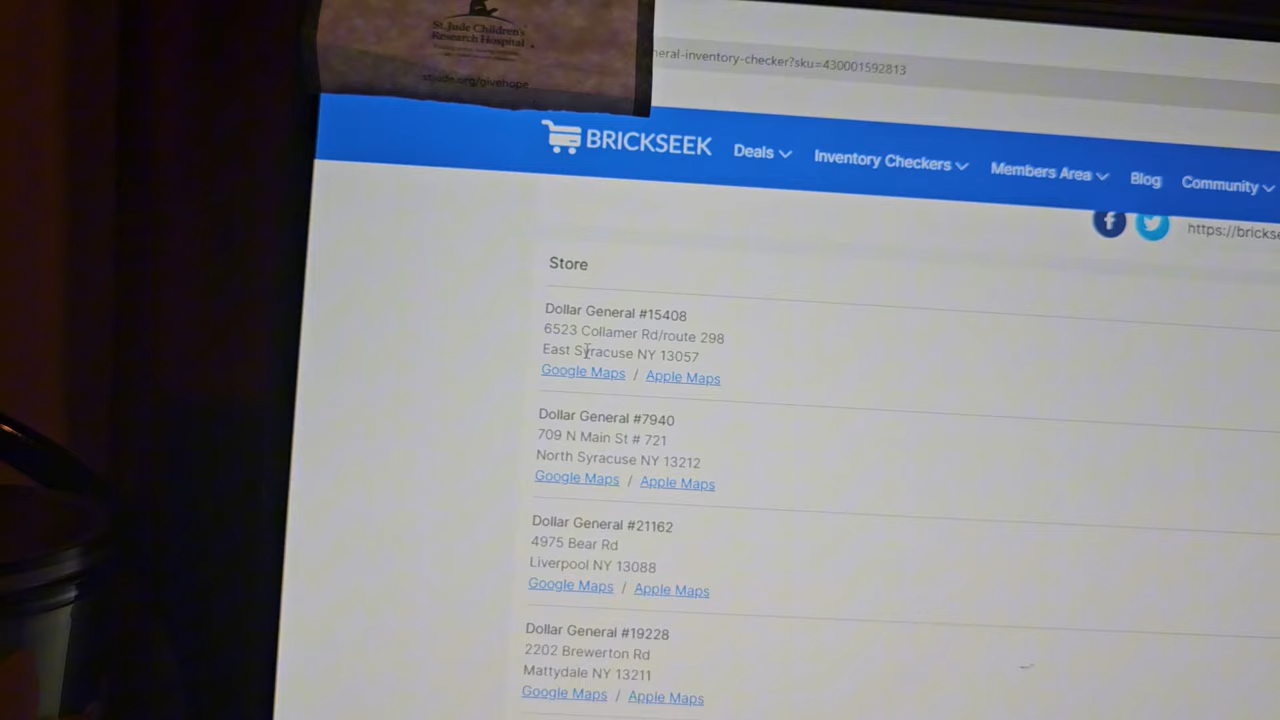 St. Jude Children's
Research Hospital
stjude.org/givehope
neral-inventory-checker?sku=430001592813
BRICKSEEK
Deals
Inventory Checkers
Members Area
Blog
Community
https://brickse
Store
Dollar General #15408
6523 Collamer Rd/route 298
East Syracuse NY 13057
Google Maps / Apple Maps
Dollar General #7940
709 N Main St # 721
North Syracuse NY 13212
Google Maps / Apple Maps
Dollar General #21162
4975 Bear Rd
Liverpool NY 13088
Google Maps / Apple Maps
Dollar General #19228
2202 Brewerton Rd
Mattydale NY 13211
Google Maps / Apple Maps